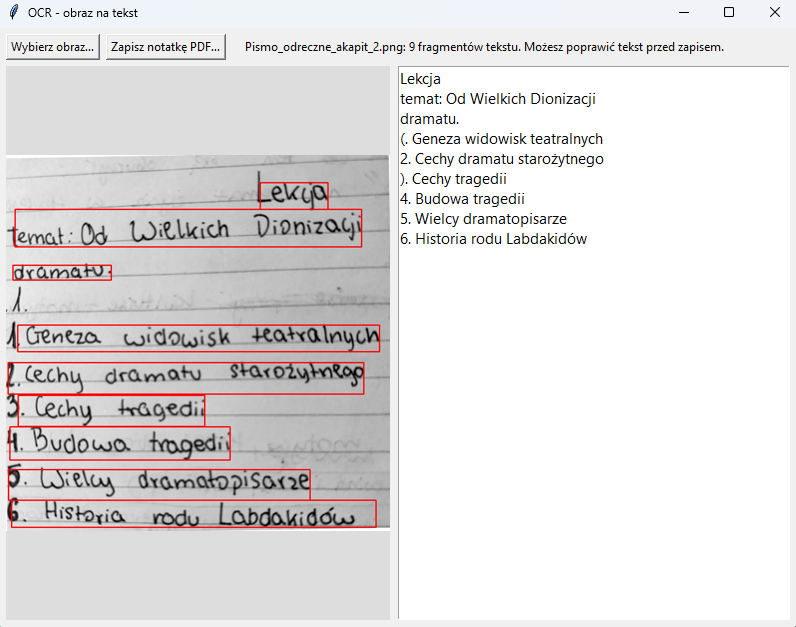 OCR - obraz na tekst
Wybierz obraz... Zapisz notatkę PDF... Pismo_odreczne_akapit_2.png: 9 fragmentów tekstu. Możesz poprawić tekst przed zapisem.
Lekcja
temat: Od Wielkich Dionizacji
dramatu.
1.
1. Geneza widowisk teatralnych
2. Cechy dramatu starożytnego
3. Cechy tragedii
4. Budowa tragedii
5. Wielcy dramatopisarze
6. Historia rodu Labdakidów
Lekcja
temat: Od Wielkich Dionizacji
dramatu.
(. Geneza widowisk teatralnych
2. Cechy dramatu starożytnego
). Cechy tragedii
4. Budowa tragedii
5. Wielcy dramatopisarze
6. Historia rodu Labdakidów